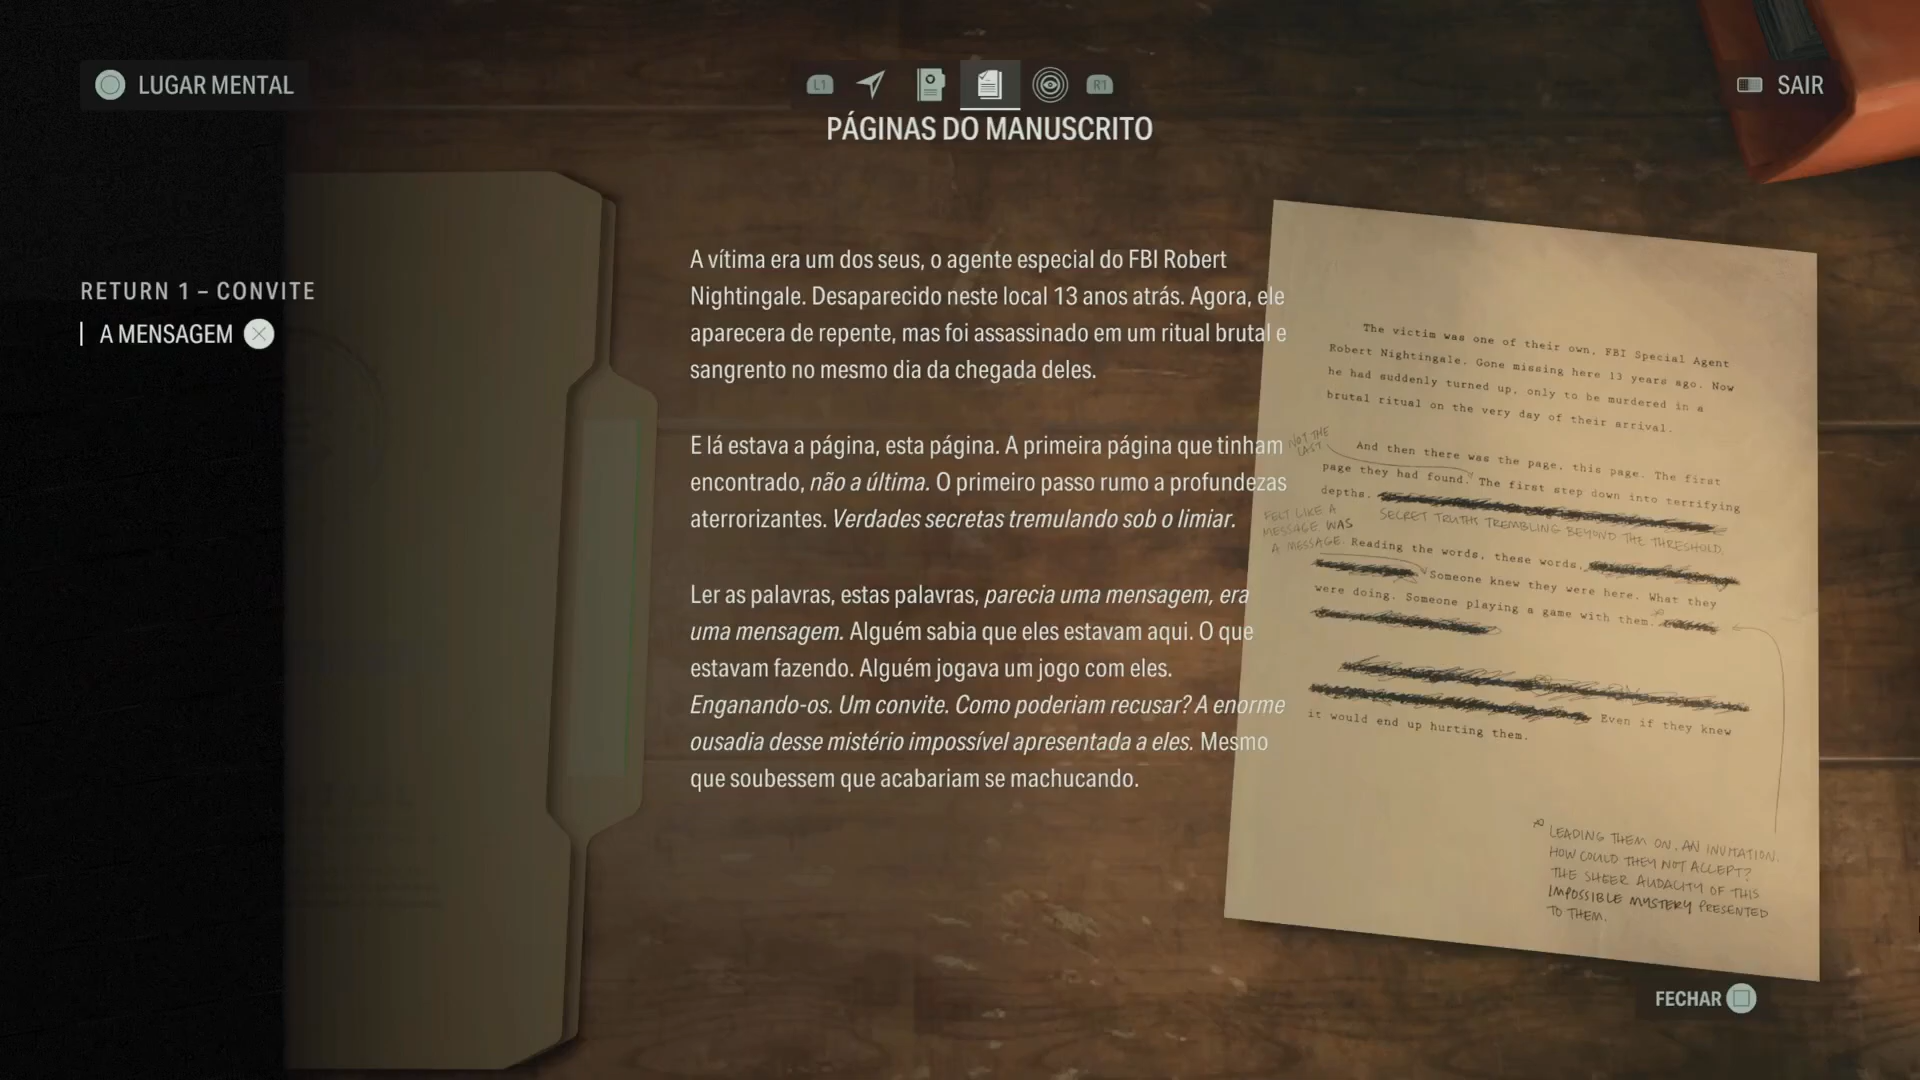 LUGAR MENTAL
L1
R1
SAIR
PÁGINAS DO MANUSCRITO
RETURN 1 – CONVITE
A MENSAGEM
A vítima era um dos seus, o agente especial do FBI Robert
Nightingale. Desaparecido neste local 13 anos atrás. Agora, ele
aparecera de repente, mas foi assassinado em um ritual brutal e
sangrento no mesmo dia da chegada deles.
E lá estava a página, esta página. A primeira página que tinham
encontrado, não a última. O primeiro passo rumo a profundezas
aterrorizantes. Verdades secretas tremulando sob o limiar.
Ler as palavras, estas palavras, parecia uma mensagem, era
uma mensagem. Alguém sabia que eles estavam aqui. O que
estavam fazendo. Alguém jogava um jogo com eles.
Enganando-os. Um convite. Como poderiam recusar? A enorme
ousadia desse mistério impossível apresentada a eles. Mesmo
que soubessem que acabariam se machucando.
The victim was one of their own, FBI Special Agent
Robert Nightingale. Gone missing here 13 years ago. Now
he had suddenly turned up, only to be murdered in a
brutal ritual on the very day of their arrival.
NOT THE
LAST.
And then there was the page, this page. The first
page they had found. The first step down into terrifying
depths.
SECRET TRUTHS TREMBLING BEYOND THE THRESHOLD.
FELT LIKE A
MESSAGE. WAS
A MESSAGE.
Reading the words, these words,
Someone knew they were here. What they
were doing. Someone playing a game with them.
Even if they knew
it would end up hurting them.
LEADING THEM ON. AN INVITATION.
HOW COULD THEY NOT ACCEPT?
THE SHEER AUDACITY OF THIS
IMPOSSIBLE MYSTERY PRESENTED
TO THEM.
FECHAR